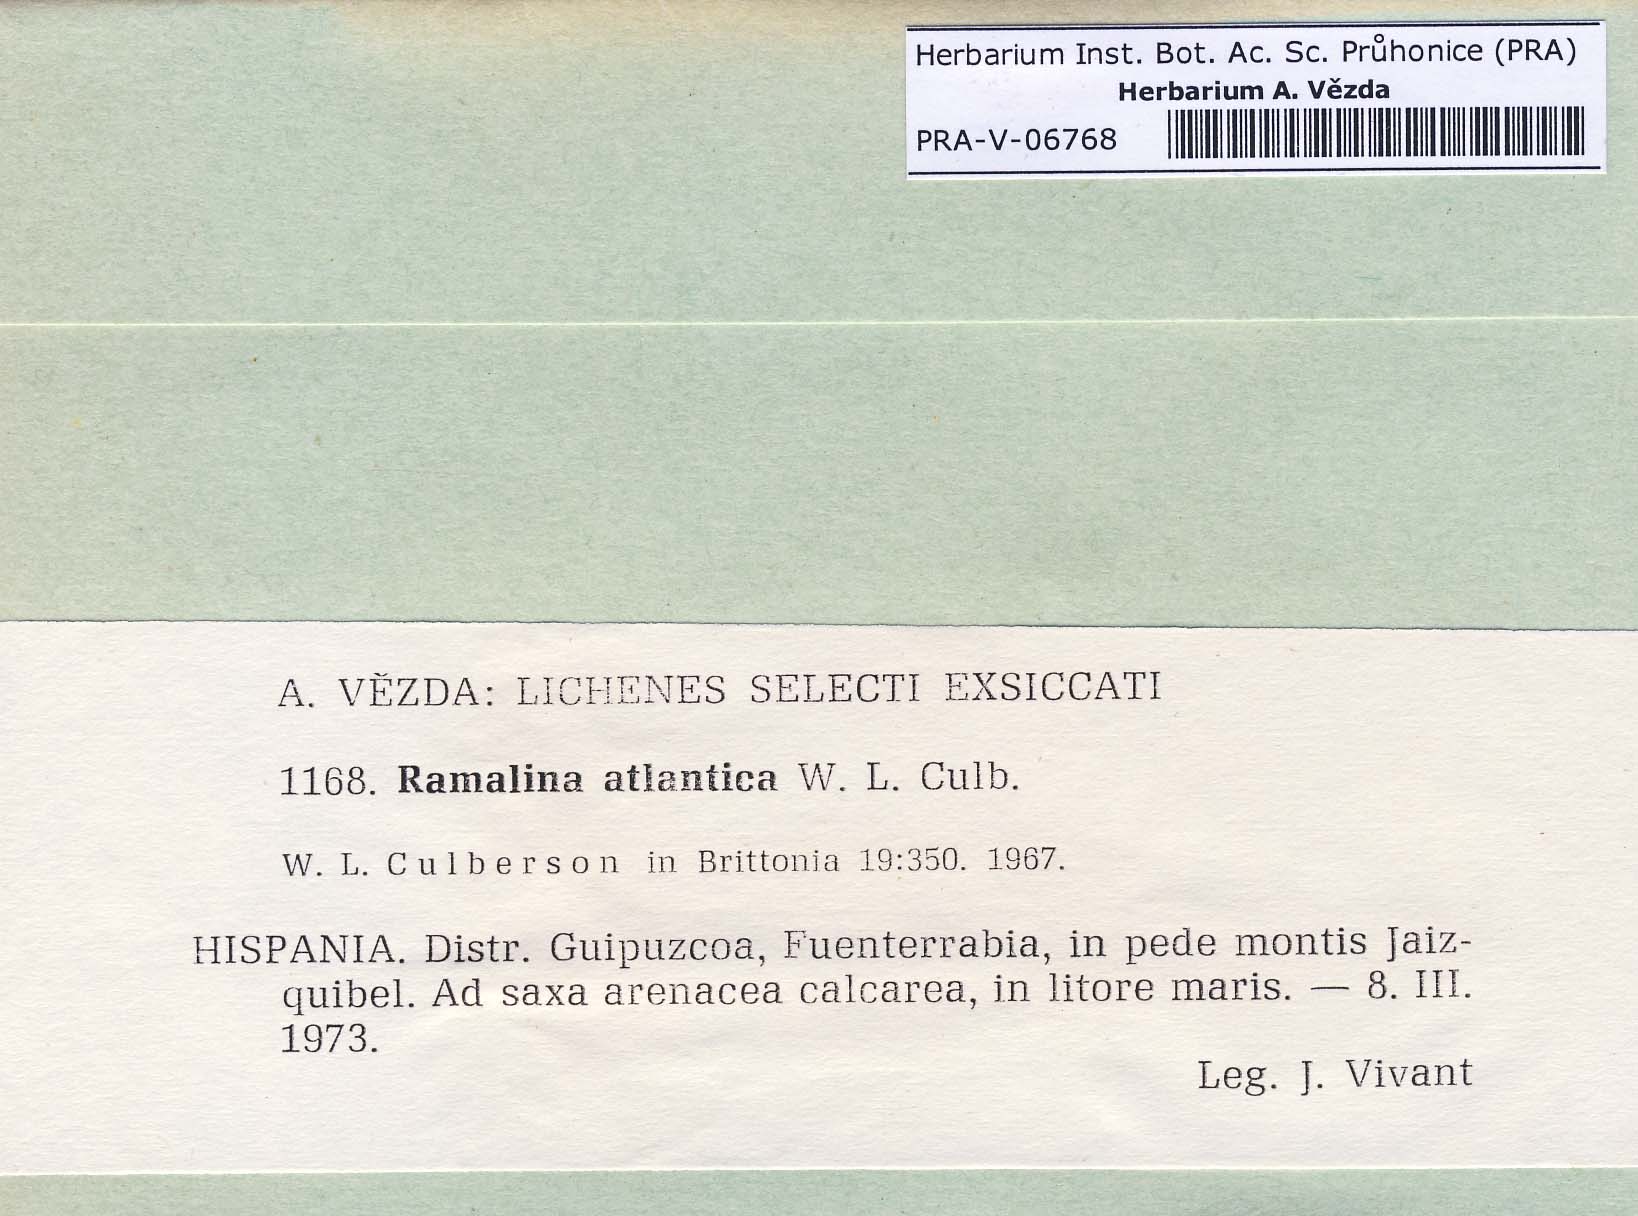 Herbarium Inst. Bot. Ac. Sc. Průhonice (PRA)
Herbarium A. Vězda
PRA-V-06768
A. VĚZDA: LICHENES SELECTI EXSICCATI
1168. Ramalina atlantica W. L. Culb.
W. L. Culberson in Brittonia 19:350. 1967.
HISPANIA. Distr. Guipuzcoa, Fuenterrabia, in pede montis Jaiz-
quibel. Ad saxa arenacea calcarea, in litore maris. — 8. III.
1973.
Leg. J. Vivant